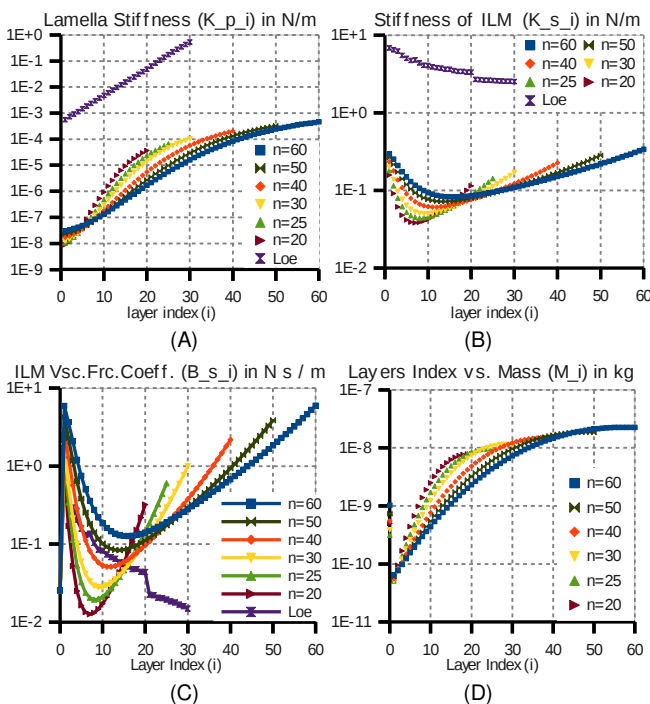 Lamella Stiffness (K_p_i) in N/m
1E+0
1E-1
1E-2
1E-3
1E-4
1E-5
1E-6
1E-7
1E-8
1E-9
n=60
n=50
n=40
n=30
n=25
n=20
Loe
0 10 20 30 40 50 60
layer index (i)
(A)
Stiffness of ILM (K_s_i) in N/m
1E+1
1E+0
1E-1
1E-2
n=60 n=50
n=40 n=30
n=25 n=20
Loe
0 10 20 30 40 50 60
layer index (i)
(B)
ILM Vsc.Frc.Coeff. (B_s_i) in N s / m
1E+1
1E+0
1E-1
1E-2
n=60
n=50
n=40
n=30
n=25
n=20
Loe
0 10 20 30 40 50 60
Layer Index (i)
(C)
Layers Index vs. Mass (M_i) in kg
1E-7
1E-8
1E-9
1E-10
1E-11
n=60
n=50
n=40
n=30
n=25
n=20
0 10 20 30 40 50 60
Layer Index (i)
(D)